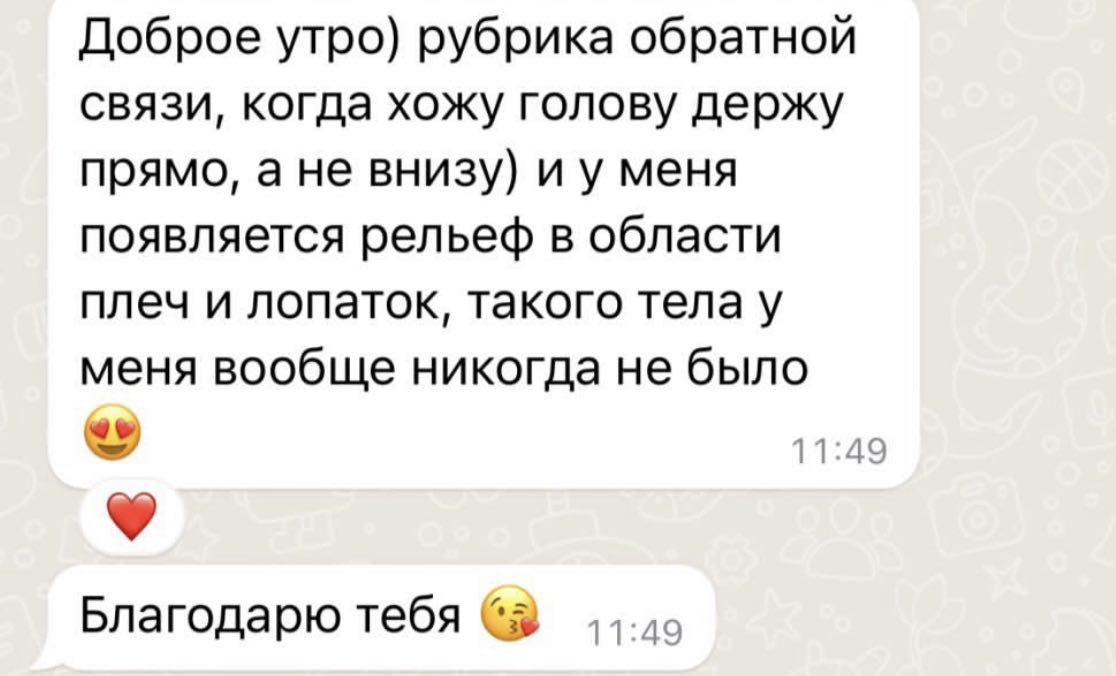 Доброе утро) рубрика обратной
связи, когда хожу голову держу
прямо, а не внизу) и у меня
появляется рельеф в области
плеч и лопаток, такого тела у
меня вообще никогда не было
😍
11:49
❤️
Благодарю тебя 😘 11:49